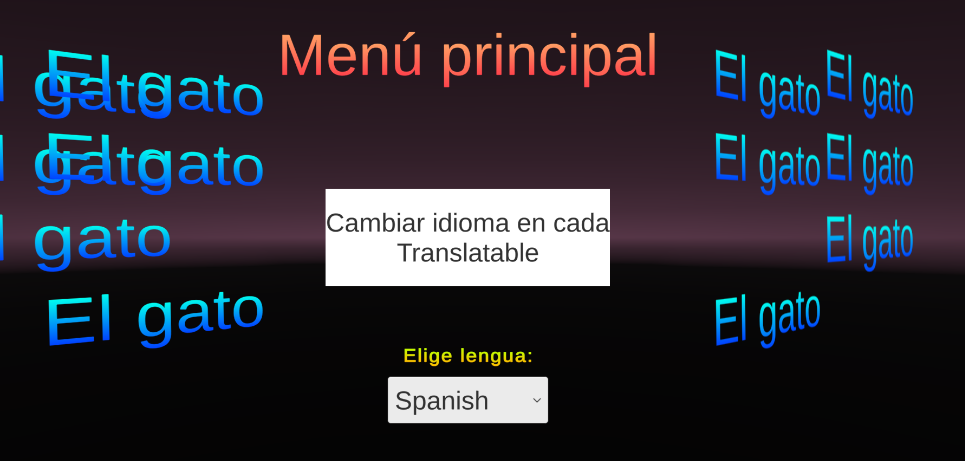 Menú principal
El gato
El gato
El gato
El gato
El gato
El gato
El gato
El gato
Cambiar idioma en cada
Translatable
El gato
El gato
El gato
El gato
Elige lengua:
Spanish